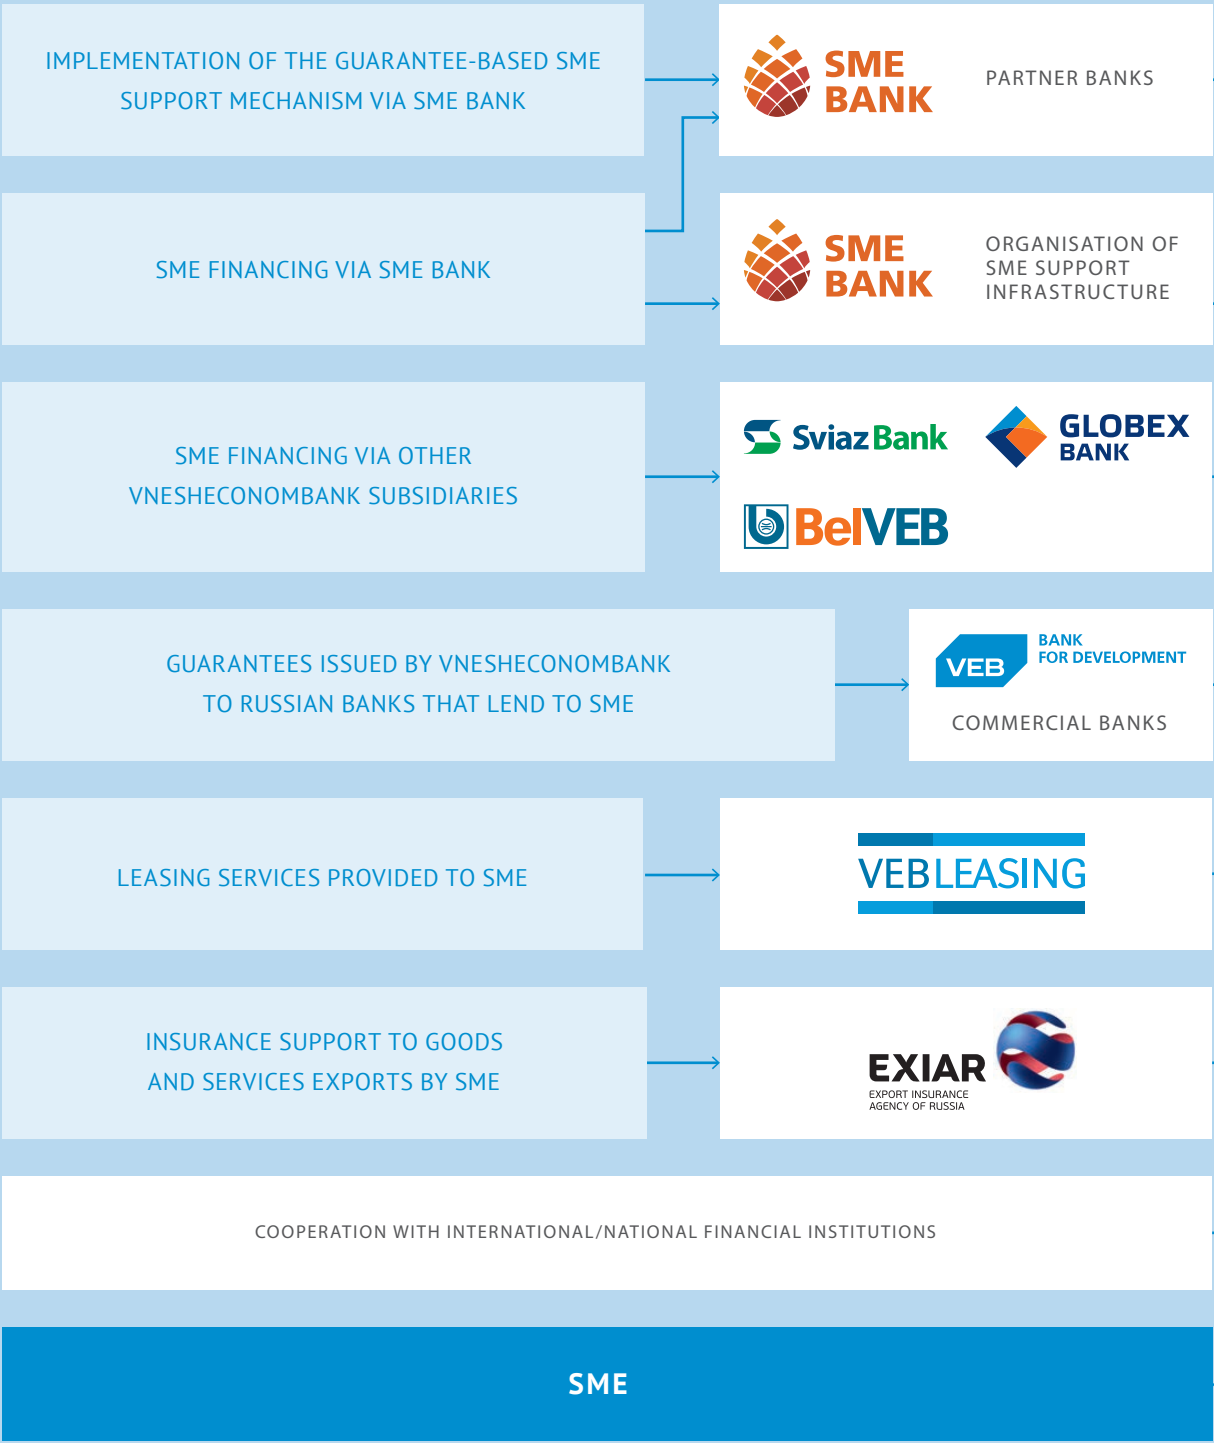 IMPLEMENTATION OF THE GUARANTEE-BASED SME
SUPPORT MECHANISM VIA SME BANK
SME
BANK
PARTNER BANKS
SME FINANCING VIA SME BANK
SME
BANK
ORGANISATION OF
SME SUPPORT
INFRASTRUCTURE
SME FINANCING VIA OTHER
VNESHECONOMBANK SUBSIDIARIES
Sviaz Bank
GLOBEX
BANK
BelVEB
GUARANTEES ISSUED BY VNESHECONOMBANK
TO RUSSIAN BANKS THAT LEND TO SME
VEB
BANK
FOR DEVELOPMENT
COMMERCIAL BANKS
LEASING SERVICES PROVIDED TO SME
VEB LEASING
INSURANCE SUPPORT TO GOODS
AND SERVICES EXPORTS BY SME
EXIAR
EXPORT INSURANCE
AGENCY OF RUSSIA
COOPERATION WITH INTERNATIONAL/NATIONAL FINANCIAL INSTITUTIONS
SME